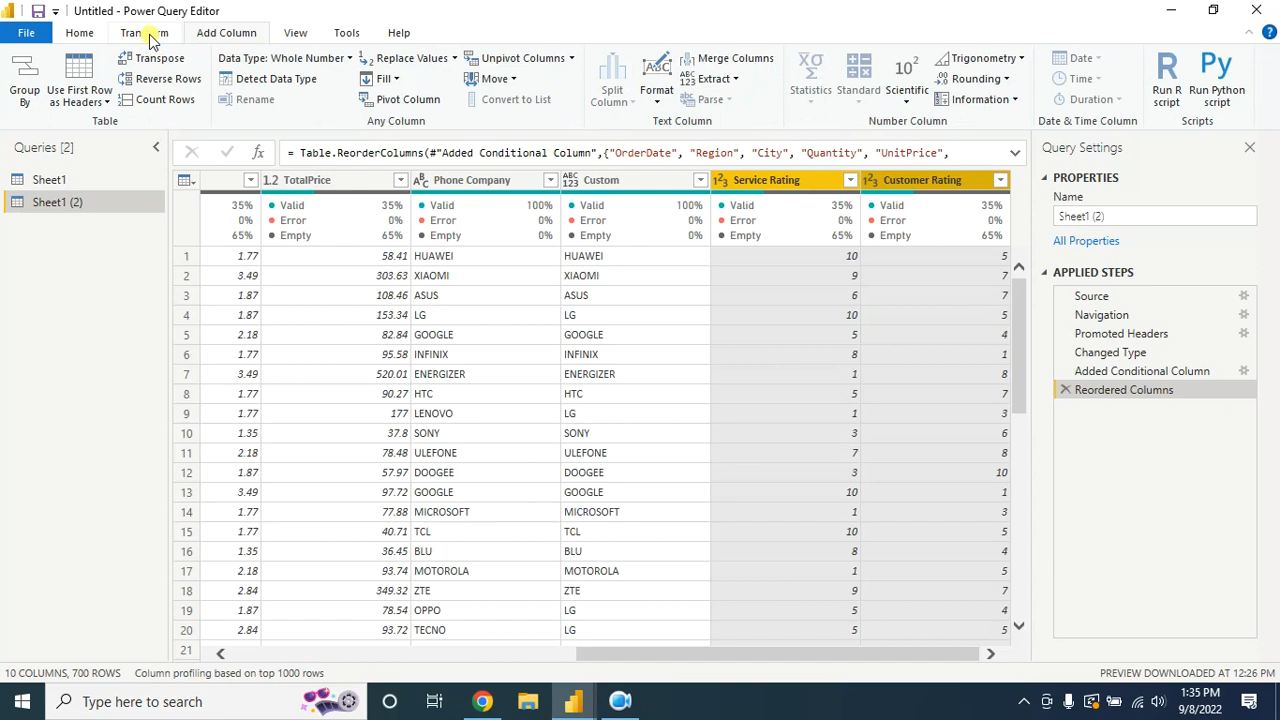 Untitled - Power Query Editor
File Home Transform Add Column View Tools Help
Group By
Use First Row as Headers
Transpose
Reverse Rows
Count Rows
Table
Data Type: Whole Number
Detect Data Type
Rename
Replace Values
Fill
Pivot Column
Unpivot Columns
Move
Convert to List
Any Column
Split Column
Format
Merge Columns
Extract
Parse
Text Column
Statistics
Standard
Scientific
Trigonometry
Rounding
Information
Number Column
Date
Time
Duration
Date & Time Column
Run R script
Run Python script
Scripts
Queries [2]
Sheet1
Sheet1 (2)
= Table.ReorderColumns(#"Added Conditional Column",{"OrderDate", "Region", "City", "Quantity", "UnitPrice",
1.2 TotalPrice ABC Phone Company ABC 123 Custom 123 Service Rating 123 Customer Rating
35% Valid 35% Valid 100% Valid 100% Valid 35% Valid 35%
0% Error 0% Error 0% Error 0% Error 0% Error 0%
65% Empty 65% Empty 0% Empty 0% Empty 65% Empty 65%
1 1.77 58.41 HUAWEI HUAWEI 10 5
2 3.49 303.63 XIAOMI XIAOMI 9 7
3 1.87 108.46 ASUS ASUS 6 7
4 1.87 153.34 LG LG 10 5
5 2.18 82.84 GOOGLE GOOGLE 5 4
6 1.77 95.58 INFINIX INFINIX 8 1
7 3.49 520.01 ENERGIZER ENERGIZER 1 8
8 1.77 90.27 HTC HTC 5 7
9 1.77 177 LENOVO LG 1 3
10 1.35 37.8 SONY SONY 3 6
11 2.18 78.48 ULEFONE ULEFONE 7 8
12 1.87 57.97 DOOGEE DOOGEE 3 10
13 3.49 97.72 GOOGLE GOOGLE 10 1
14 1.77 77.88 MICROSOFT MICROSOFT 1 3
15 1.77 40.71 TCL TCL 10 5
16 1.35 36.45 BLU BLU 8 4
17 2.18 93.74 MOTOROLA MOTOROLA 1 5
18 2.84 349.32 ZTE ZTE 9 7
19 1.87 78.54 OPPO LG 5 4
20 2.84 93.72 TECNO LG 5 5
21
Query Settings
PROPERTIES
Name
Sheet1 (2)
All Properties
APPLIED STEPS
Source
Navigation
Promoted Headers
Changed Type
Added Conditional Column
Reordered Columns
10 COLUMNS, 700 ROWS Column profiling based on top 1000 rows PREVIEW DOWNLOADED AT 12:26 PM
Type here to search
1:35 PM
9/8/2022